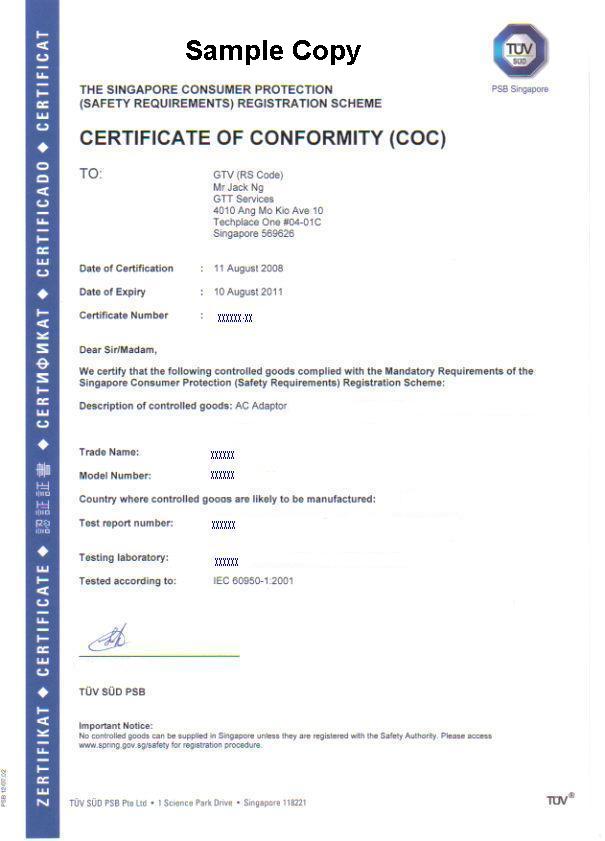 Sample Copy
TÜV
SÜD
PSB Singapore
THE SINGAPORE CONSUMER PROTECTION
(SAFETY REQUIREMENTS) REGISTRATION SCHEME
CERTIFICATE OF CONFORMITY (COC)
TO:
GTV (RS Code)
Mr Jack Ng
GTT Services
4010 Ang Mo Kio Ave 10
Techplace One #04-01C
Singapore 569626
Date of Certification : 11 August 2008
Date of Expiry : 10 August 2011
Certificate Number : XXXXXX-XX
Dear Sir/Madam,
We certify that the following controlled goods complied with the Mandatory Requirements of the
Singapore Consumer Protection (Safety Requirements) Registration Scheme:
Description of controlled goods: AC Adaptor
Trade Name: XXXXXX
Model Number: XXXXXX
Country where controlled goods are likely to be manufactured:
Test report number: XXXXXX
Testing laboratory: XXXXXX
Tested according to: IEC 60950-1:2001
TÜV SÜD PSB
Important Notice:
No controlled goods can be supplied in Singapore unless they are registered with the Safety Authority. Please access
www.spring.gov.sg/safety for registration procedure.
TÜV SÜD PSB Pte Ltd • 1 Science Park Drive • Singapore 118221
TÜV®
ZERTIFIKAT ◆ CERTIFICATE ◆ 認証証書 ◆ СЕРТИФИКАТ ◆ CERTIFICADO ◆ CERTIFICAT